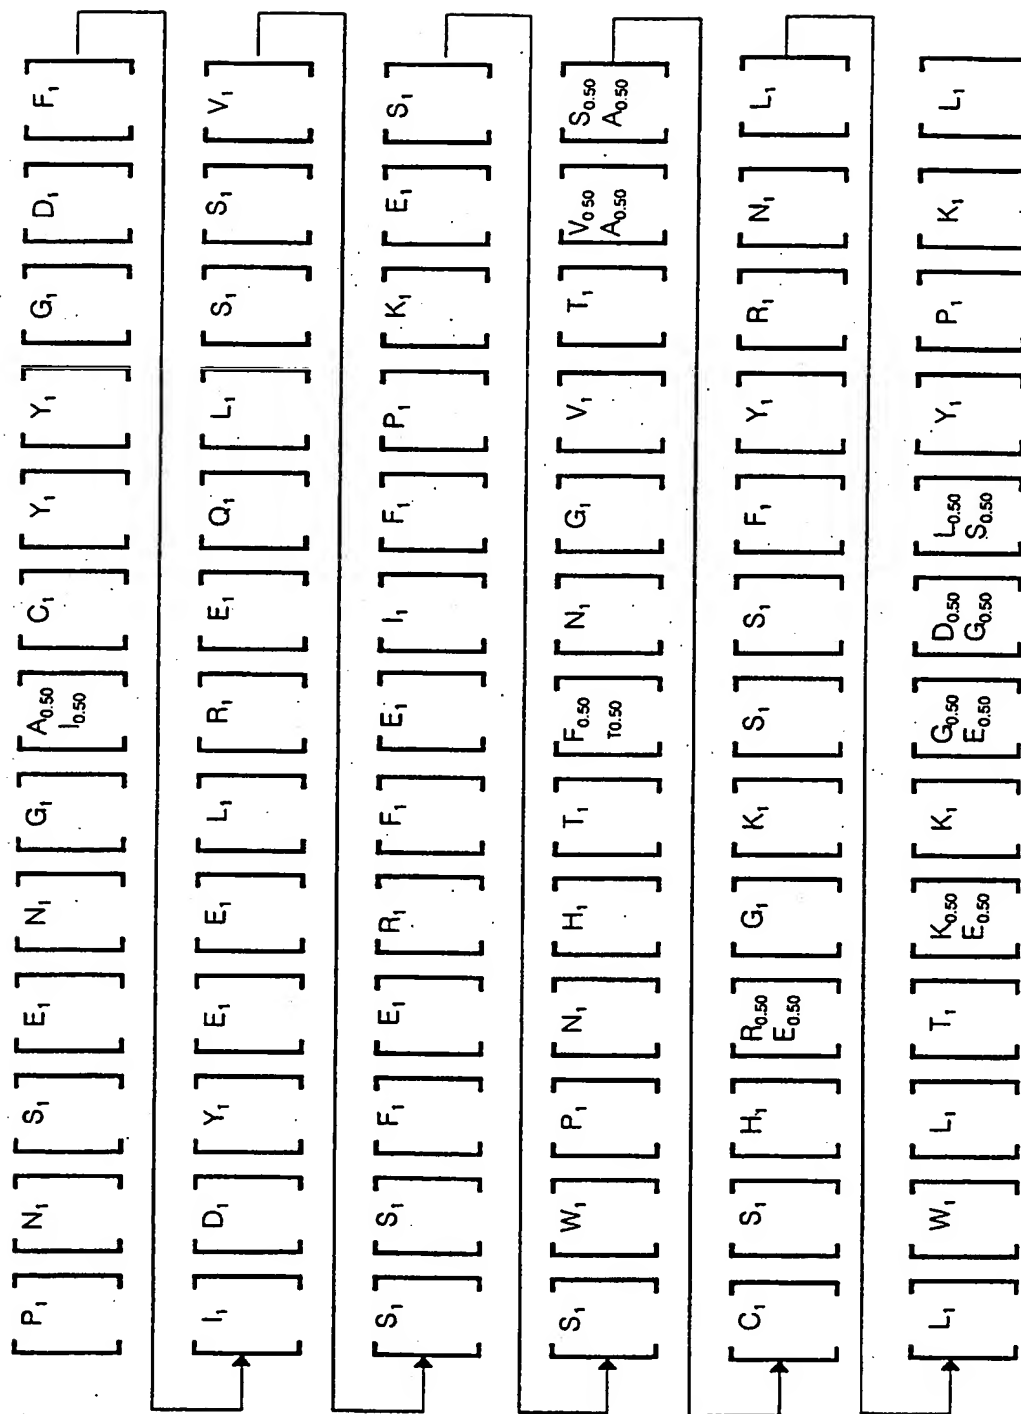 P₁ N₁ S₁ E₁ N₁ G₁ A₀.₅₀ C₁ Y₁ Y₁ G₁ D₁ F₁
I₀.₅₀
I₁ D₁ Y₁ E₁ E₁ L₁ R₁ E₁ Q₁ L₁ S₁ S₁ V₁
S₁ S₁ F₁ E₁ R₁ F₁ E₁ I₁ F₁ P₁ K₁ E₁ S₁
S₁ W₁ P₁ N₁ H₁ T₁ F₀.₅₀ N₁ G₁ V₁ T₁ V₀.₅₀ S₀.₅₀
T₀.₅₀ A₀.₅₀ A₀.₅₀
C₁ S₁ H₁ R₀.₅₀ G₁ K₁ S₁ S₁ F₁ Y₁ R₁ N₁ L₁
E₀.₅₀
L₁ W₁ L₁ T₁ K₀.₅₀ K₁ G₀.₅₀ D₀.₅₀ L₀.₅₀ Y₁ P₁ K₁ L₁
E₀.₅₀ E₀.₅₀ G₀.₅₀ S₀.₅₀